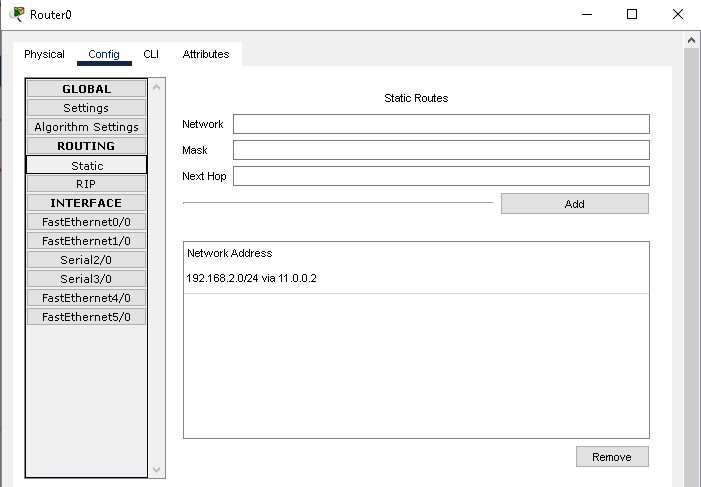 Router0
Physical Config CLI Attributes
GLOBAL
Settings
Algorithm Settings
ROUTING
Static
RIP
INTERFACE
FastEthernet0/0
FastEthernet1/0
Serial2/0
Serial3/0
FastEthernet4/0
FastEthernet5/0
Static Routes
Network
Mask
Next Hop
Add
Network Address
192.168.2.0/24 via 11.0.0.2
Remove